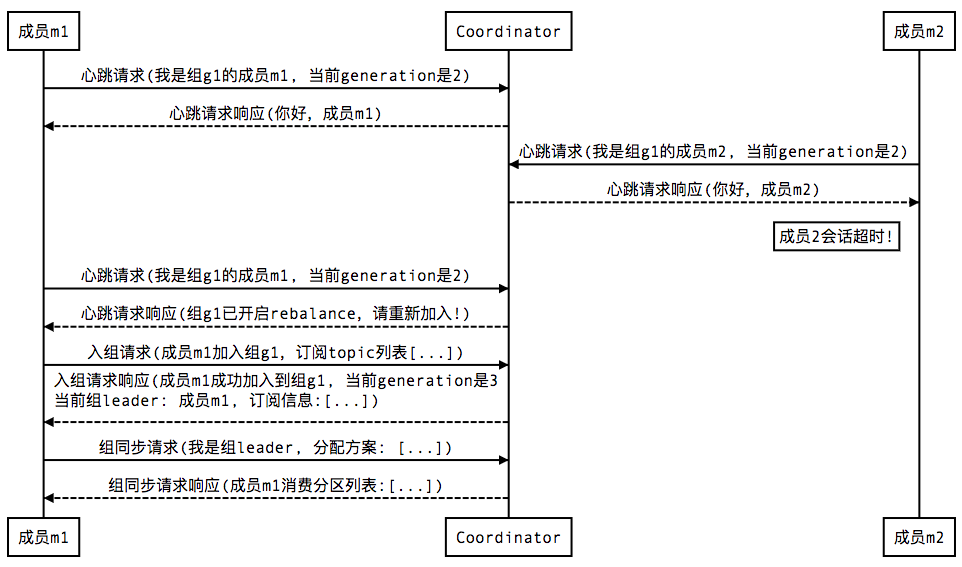 成员m1
Coordinator
成员m2
心跳请求(我是组g1的成员m1, 当前generation是2)
心跳请求响应(你好, 成员m1)
心跳请求(我是组g1的成员m2, 当前generation是2)
心跳请求响应(你好, 成员m2)
成员2会话超时!
心跳请求(我是组g1的成员m1, 当前generation是2)
心跳请求响应(组g1已开启rebalance, 请重新加入!)
入组请求(成员m1加入组g1, 订阅topic列表[...])
入组请求响应(成员m1成功加入到组g1, 当前generation是3
当前组leader: 成员m1, 订阅信息:[...])
组同步请求(我是组leader, 分配方案: [...])
组同步请求响应(成员m1消费分区列表:[...])
成员m1
Coordinator
成员m2